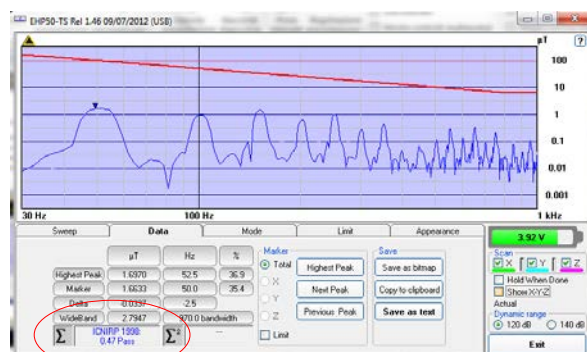 EHP50-TS Rel 1.46 09/07/2012 (USB)
µT
?
100
10
1
0.1
0.01
0.001
30 Hz 100 Hz 1 kHz
Sweep Data Mode Limit Appearance
3.92 V
µT Hz %
Highest Peak 1.6970 52.5 36.9
Marker 1.6633 50.0 35.4
Delta -0.0337 -2.5
WideBand 2.7947 970.0 bandwidth
Σ ICNIRP 1998: Σ² ---
0.47 Pass
Marker
Total
X
Y
Z
Limit
Highest Peak
Next Peak
Previous Peak
Save
Save as bitmap
Copy to clipboard
Save as text
Scan
X Y Z
Hold When Done
Show X-Y-Z
Actual
Dynamic range
120 dB 140 dB
Exit